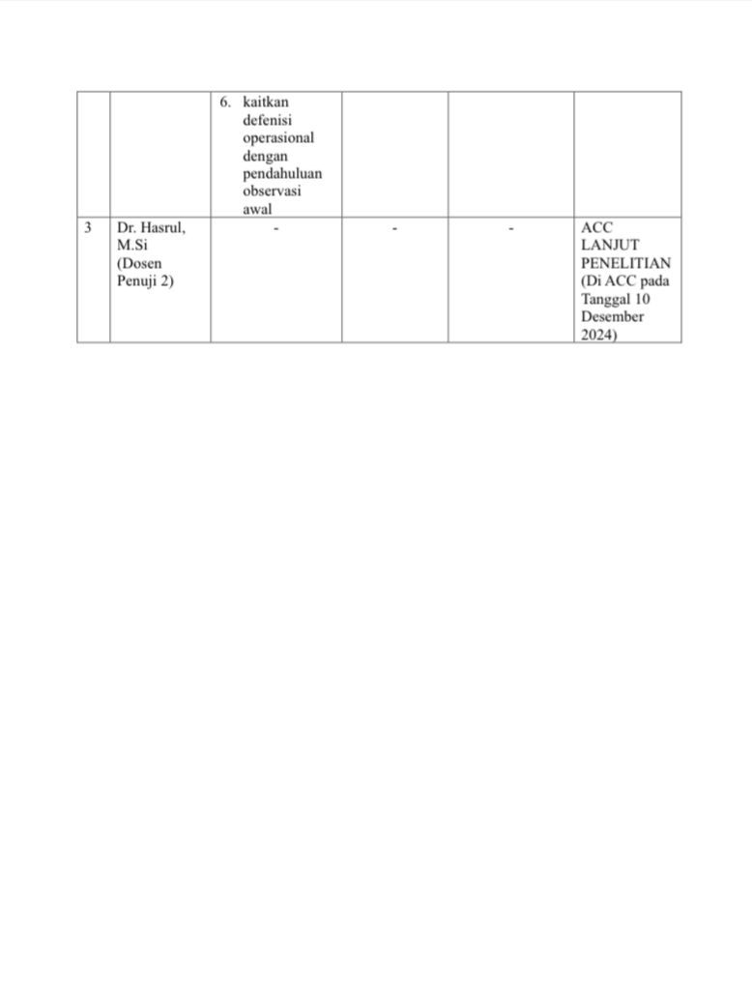 6. kaitkan
defenisi
operasional
dengan
pendahuluan
observasi
awal
3
Dr. Hasrul,
M.Si
(Dosen
Penuji 2)
-
-
-
ACC
LANJUT
PENELITIAN
(Di ACC pada
Tanggal 10
Desember
2024)